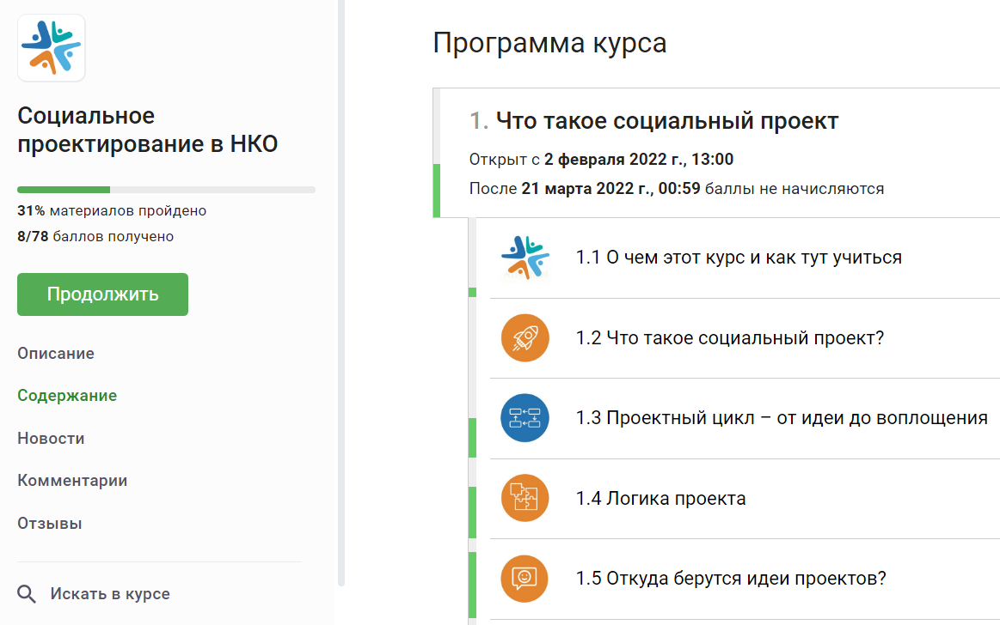 Социальное
проектирование в НКО
31% материалов пройдено
8/78 баллов получено
Продолжить
Описание
Содержание
Новости
Комментарии
Отзывы
Искать в курсе
Программа курса
1. Что такое социальный проект
Открыт с 2 февраля 2022 г., 13:00
После 21 марта 2022 г., 00:59 баллы не начисляются
1.1 О чем этот курс и как тут учиться
1.2 Что такое социальный проект?
1.3 Проектный цикл – от идеи до воплощения
1.4 Логика проекта
1.5 Откуда берутся идеи проектов?